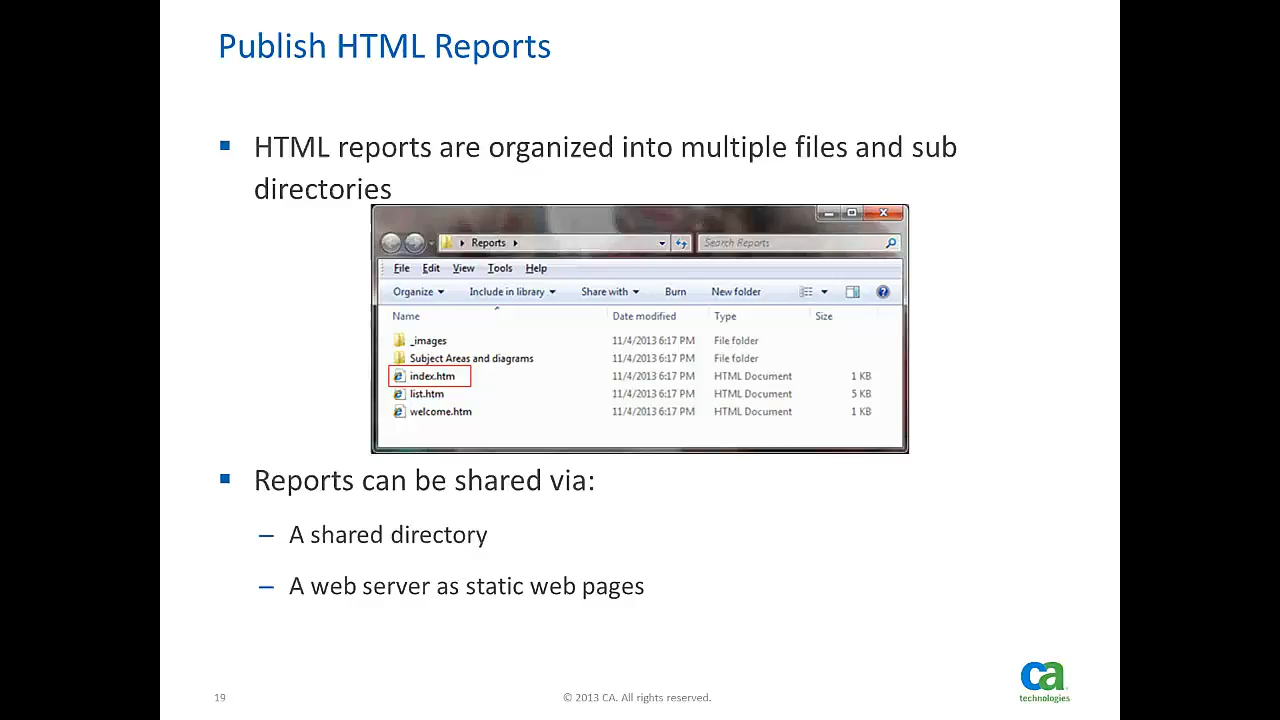 Publish HTML Reports
HTML reports are organized into multiple files and sub
directories
Reports
Search Reports
File Edit View Tools Help
Organize Include in library Share with Burn New folder
Name Date modified Type Size
_images 11/4/2013 6:17 PM File folder
Subject Areas and diagrams 11/4/2013 6:17 PM File folder
index.htm 11/4/2013 6:17 PM HTML Document 1 KB
list.htm 11/4/2013 6:17 PM HTML Document 5 KB
welcome.htm 11/4/2013 6:17 PM HTML Document 1 KB
Reports can be shared via:
– A shared directory
– A web server as static web pages
19
© 2013 CA. All rights reserved.
ca
technologies